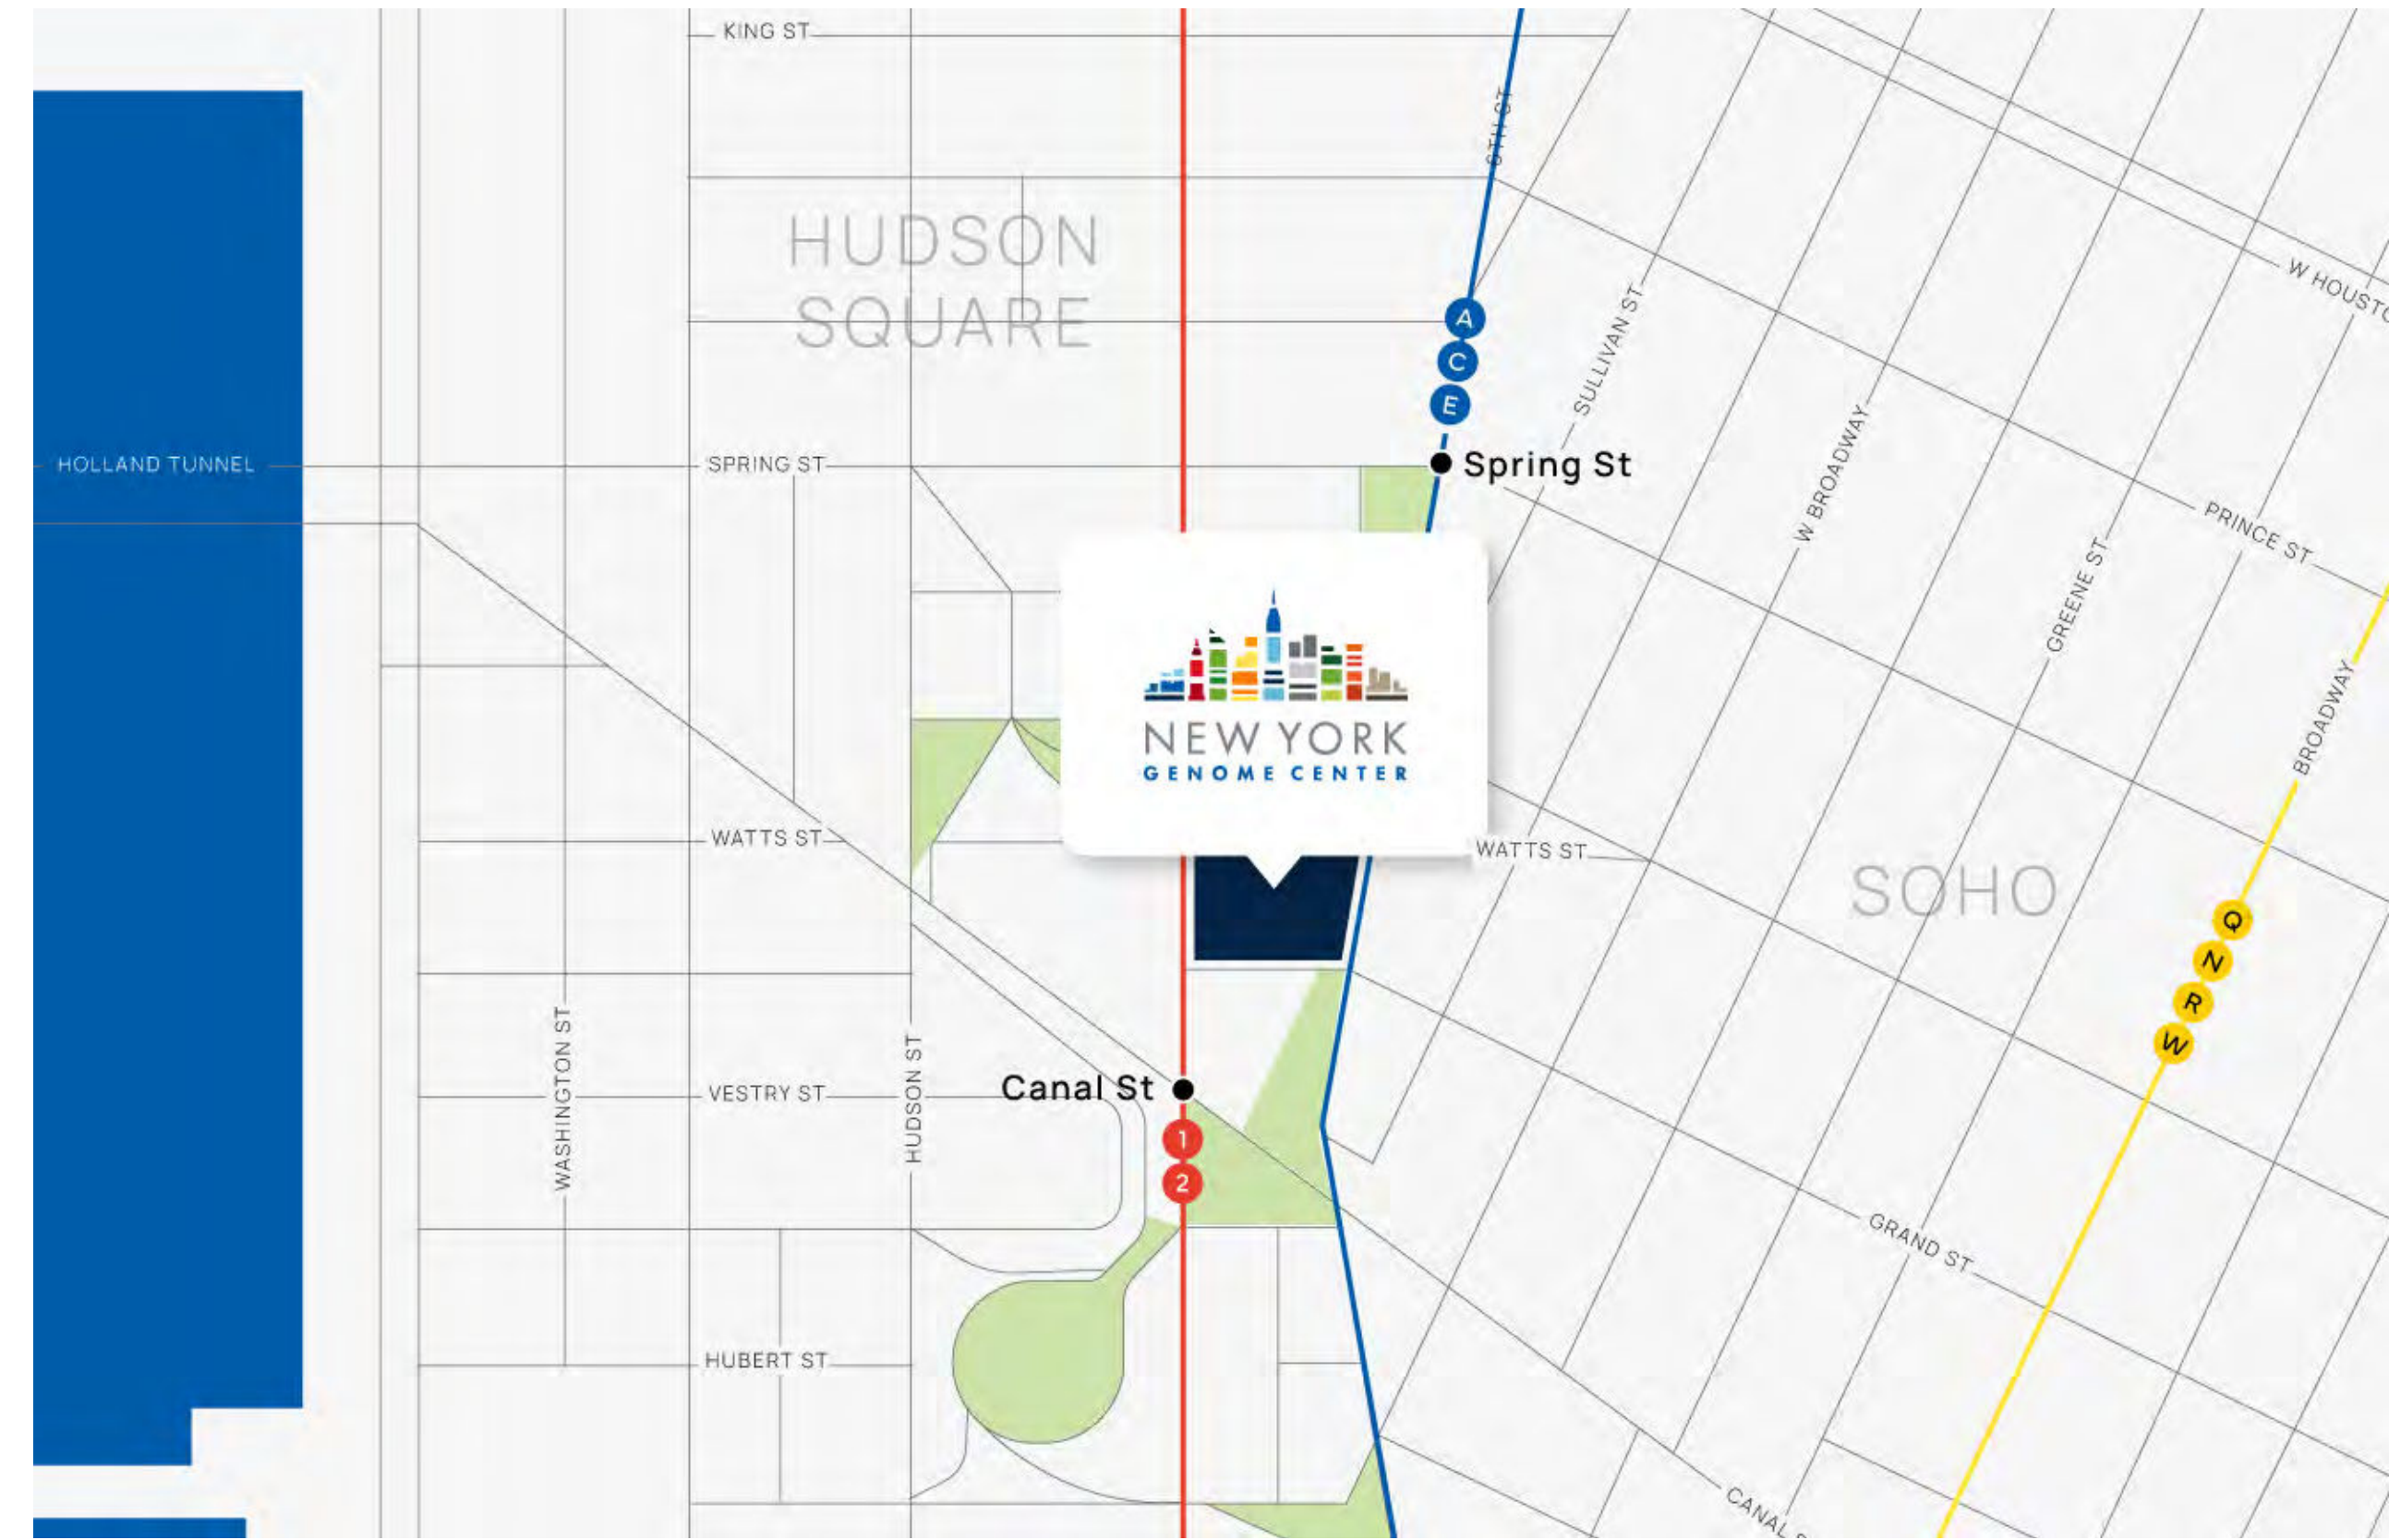 KING ST
HUDSON
SQUARE
W HOUSTO
A
C
E
SULLIVAN ST
HOLLAND TUNNEL
SPRING ST
Spring St
W BROADWAY
PRINCE ST
GREENE ST
NEW YORK
GENOME CENTER
BROADWAY
WATTS ST
WATTS ST
SOHO
Q
N
R
W
WASHINGTON ST
HUDSON ST
VESTRY ST
Canal St
1
2
GRAND ST
HUBERT ST
CANAL S